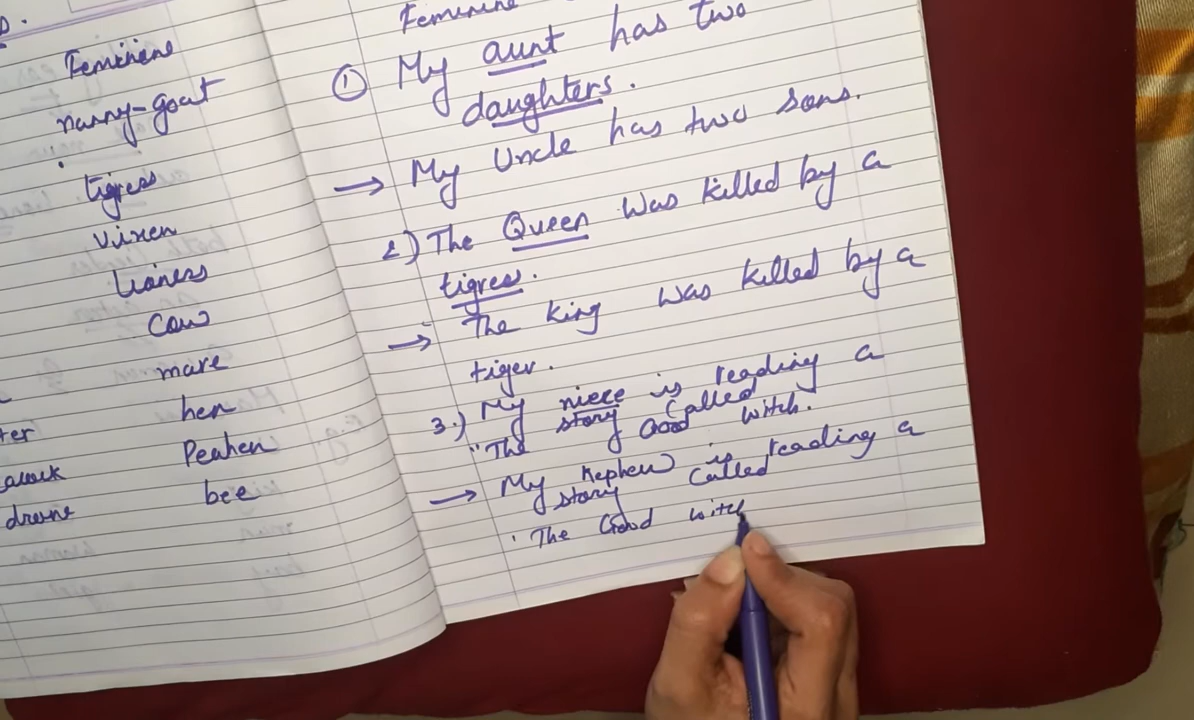 Feminine
nanny-goat
tigress
vixen
lioness
Cow
mare
hen
Peahen
bee
drone
Feminine
① My aunt has two
daughters.
→ My Uncle has two sons.
2) The Queen was killed by a
tigress.
→ The king was killed by a
tiger.
3.) My niece is reading a
story called
"The Good witch.
→ My Nephew is reading a
story called
The Good witch